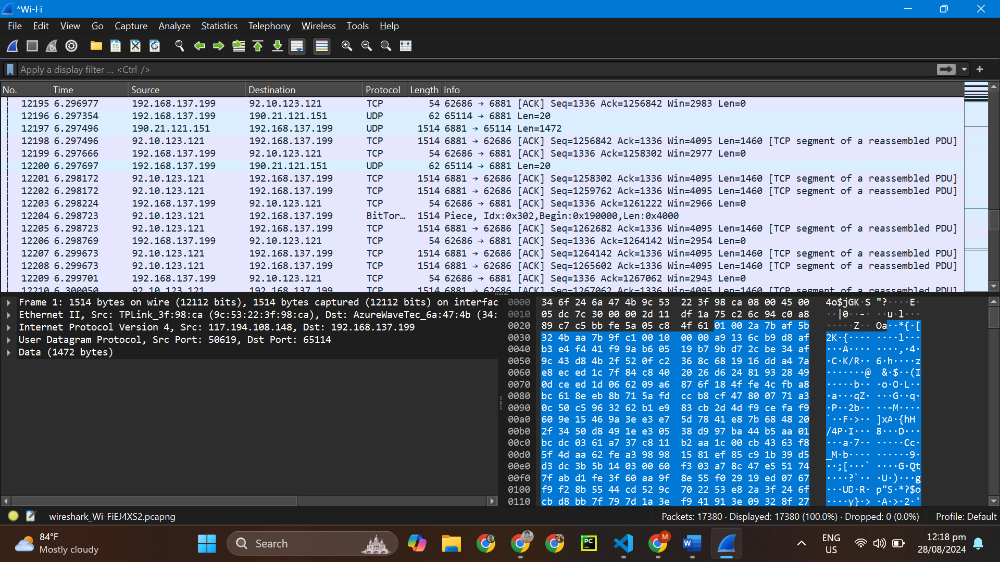 *Wi-Fi
File Edit View Go Capture Analyze Statistics Telephony Wireless Tools Help
Apply a display filter ... <Ctrl-/>
No. Time Source Destination Protocol Length Info
12195 6.296977 192.168.137.199 92.10.123.121 TCP 54 62686 → 6881 [ACK] Seq=1336 Ack=1256842 Win=2983 Len=0
12196 6.297354 192.168.137.199 190.21.121.151 UDP 62 65114 → 6881 Len=20
12197 6.297496 190.21.121.151 192.168.137.199 UDP 1514 6881 → 65114 Len=1472
12198 6.297496 92.10.123.121 192.168.137.199 TCP 1514 6881 → 62686 [ACK] Seq=1256842 Ack=1336 Win=4095 Len=1460 [TCP segment of a reassembled PDU]
12199 6.297666 192.168.137.199 92.10.123.121 TCP 54 62686 → 6881 [ACK] Seq=1336 Ack=1258302 Win=2977 Len=0
12200 6.297697 192.168.137.199 190.21.121.151 UDP 62 65114 → 6881 Len=20
12201 6.298172 92.10.123.121 192.168.137.199 TCP 1514 6881 → 62686 [ACK] Seq=1258302 Ack=1336 Win=4095 Len=1460 [TCP segment of a reassembled PDU]
12202 6.298172 92.10.123.121 192.168.137.199 TCP 1514 6881 → 62686 [ACK] Seq=1259762 Ack=1336 Win=4095 Len=1460 [TCP segment of a reassembled PDU]
12203 6.298224 192.168.137.199 92.10.123.121 TCP 54 62686 → 6881 [ACK] Seq=1336 Ack=1261222 Win=2966 Len=0
12204 6.298723 92.10.123.121 192.168.137.199 BitTor… 1514 Piece, Idx:0x302,Begin:0x190000,Len:0x4000
12205 6.298723 92.10.123.121 192.168.137.199 TCP 1514 6881 → 62686 [ACK] Seq=1262682 Ack=1336 Win=4095 Len=1460 [TCP segment of a reassembled PDU]
12206 6.298769 192.168.137.199 92.10.123.121 TCP 54 62686 → 6881 [ACK] Seq=1336 Ack=1264142 Win=2954 Len=0
12207 6.299673 92.10.123.121 192.168.137.199 TCP 1514 6881 → 62686 [ACK] Seq=1264142 Ack=1336 Win=4095 Len=1460 [TCP segment of a reassembled PDU]
12208 6.299673 92.10.123.121 192.168.137.199 TCP 1514 6881 → 62686 [ACK] Seq=1265602 Ack=1336 Win=4095 Len=1460 [TCP segment of a reassembled PDU]
12209 6.299701 192.168.137.199 92.10.123.121 TCP 54 62686 → 6881 [ACK] Seq=1336 Ack=1267062 Win=2943 Len=0
12210 6.300050 92.10.123.121 192.168.137.199 TCP 1514 6881 → 62686 [ACK] Seq=1267062 Ack=1336 Win=4095 Len=1460 [TCP segment of a reassembled PDU]
Frame 1: 1514 bytes on wire (12112 bits), 1514 bytes captured (12112 bits) on interfac
Ethernet II, Src: TPLink_3f:98:ca (9c:53:22:3f:98:ca), Dst: AzureWaveTec_6a:47:4b (34:
Internet Protocol Version 4, Src: 117.194.108.148, Dst: 192.168.137.199
User Datagram Protocol, Src Port: 50619, Dst Port: 65114
Data (1472 bytes)
0000 34 6f 24 6a 47 4b 9c 53 22 3f 98 ca 08 00 45 00 4o$jGK·S "?····E·
0010 05 dc 7c 30 00 00 2d 11 df 1a 75 c2 6c 94 c0 a8 ··|0··-· ··u·l···
0020 89 c7 c5 bb fe 5a 05 c8 4f 61 01 00 2a 7b af 5b ·····Z·· Oa··*{·[
0030 32 4b aa 7b 9f c1 00 10 00 00 a9 13 6c b9 d8 af 2K·{···· ····l···
0040 b3 e4 f4 41 f9 9a b6 05 19 b7 9b d7 2c be 34 af ···A···· ····,·4·
0050 9c 43 d8 4b 2f 52 0f c2 36 8c 68 19 16 dd a4 7a ·C·K/R·· 6·h····z
0060 e8 ec ed 1c 7f 84 c8 40 20 26 d6 24 81 93 28 49 ·······@ &·$··(I
0070 0d ce ed 1d 06 62 09 a6 87 6f 18 4f fe 4c fb a8 ·····b·· ·o·O·L··
0080 bc 61 8e eb 8b 71 5a fd cc b8 cf 47 80 07 71 a3 ·a···qZ· ···G··q·
0090 0c 50 c5 96 32 62 b1 e9 83 cb 2d 4d f9 ce fa f9 ·P··2b·· ··-M····
00a0 60 9e 15 46 9a 3e e3 e7 5d 78 41 e8 7b 68 48 20 `··F·>·· ]xA·{hH
00b0 2f 34 50 d8 49 1e e3 05 38 d9 97 ba 44 b5 aa 01 /4P·I··· 8···D···
00c0 bc dc 03 61 a7 37 c8 11 b2 aa 1c 00 cb 43 63 f8 ···a·7·· ·····Cc·
00d0 5f 4d aa 62 fe a3 98 98 15 81 ef 85 c9 1b 39 d5 _M·b···· ······9·
00e0 d3 dc 3b 5b 14 03 00 60 f3 03 a7 8c 47 e5 51 74 ··;[···` ····G·Qt
00f0 7f ab d1 fe 3f 60 aa 9f 8e 55 f0 29 19 ed 07 67 ····?`·· ·U·)···g
0100 f9 f2 8b 55 44 cd 52 9c 70 22 53 e8 2a 3f 24 6f ···UD·R· p"S·*?$o
0110 cb d8 bb 7f 79 7d 1a 3e f9 41 91 3e 09 32 8f 27 ····y}·> ·A·>·2·'
wireshark_Wi-FiEJ4XS2.pcapng
Packets: 17380 · Displayed: 17380 (100.0%) · Dropped: 0 (0.0%)
Profile: Default
84°F
Mostly cloudy
Search
PC
M
W
ENG
US
12:18 pm
28/08/2024